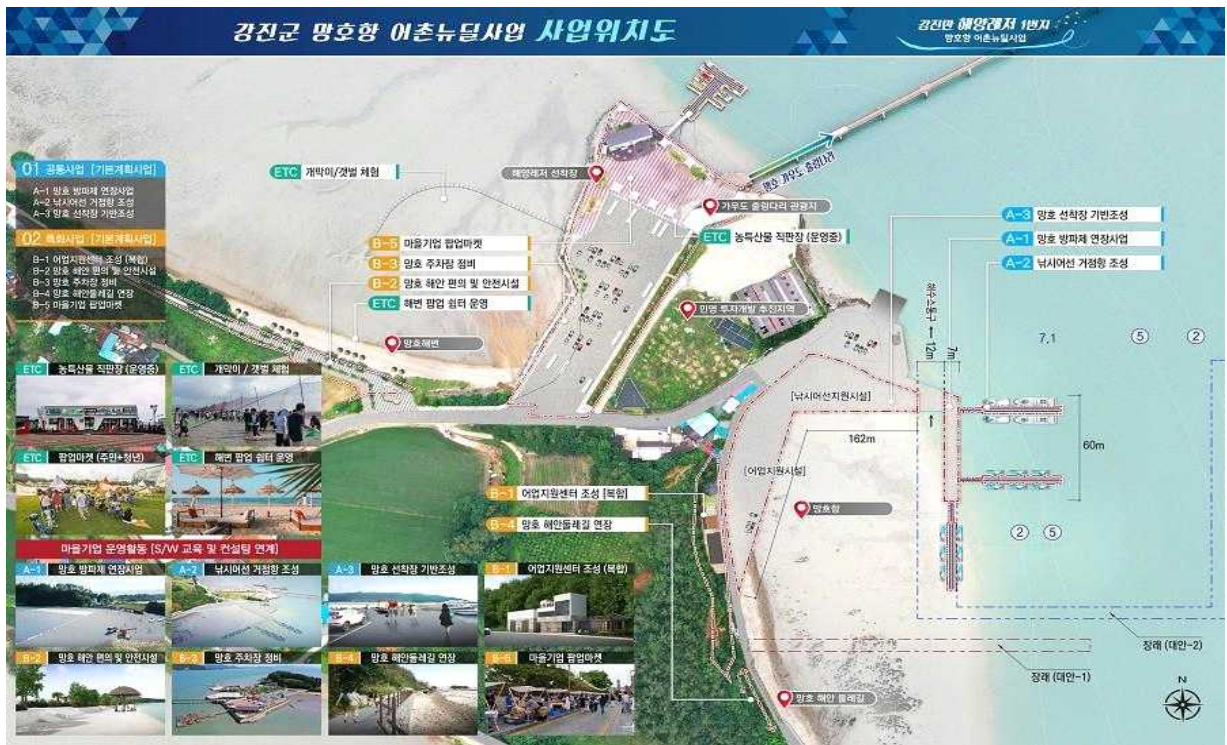 강진군 망호항 어촌뉴딜사업 사업위치도
강진만 해양레저 1번지
망호항 어촌뉴딜사업
01 공통사업 [기본계획사업]
A-1 망호 방파제 연장사업
A-2 낚시어선 거점항 조성
A-3 망호 선착장 기반조성
02 특화사업 [기본계획사업]
B-1 어업지원센터 조성 (복합)
B-2 망호 해안 편의 및 안전시설
B-3 망호 주차장 정비
B-4 망호 해안둘레길 연장
B-5 마을기업 팝업마켓
ETC 개막이/갯벌 체험
해양레저 선착장
망호 가우도 출렁다리
가우도 출렁다리 관광지
ETC 농특산물 직판장 (운영중)
B-5 마을기업 팝업마켓
B-3 망호 주차장 정비
B-2 망호 해안 편의 및 안전시설
ETC 해변 팝업 쉼터 운영
망호해변
민영 투자개발 추진지역
A-3 망호 선착장 기반조성
A-1 망호 방파제 연장사업
A-2 낚시어선 거점항 조성
해수소통구
12m
7m
7.1
5
2
[낚시어선지원시설]
162m
60m
[어업지원시설]
망호항
2
5
B-1 어업지원센터 조성 [복합]
B-4 망호 해안둘레길 연장
ETC 농특산물 직판장 (운영중)
ETC 개막이 / 갯벌 체험
ETC 팝업마켓 (주민+청년)
ETC 해변 팝업 쉼터 운영
마을기업 운영활동 [S/W 교육 및 컨설팅 연계]
A-1 망호 방파제 연장사업
A-2 낚시어선 거점항 조성
A-3 망호 선착장 기반조성
B-1 어업지원센터 조성 (복합)
B-2 망호 해안 편의 및 안전시설
B-3 망호 주차장 정비
B-4 망호 해안둘레길 연장
B-5 마을기업 팝업마켓
망호 해안 둘레길
장래 (대안-2)
장래 (대안-1)
N